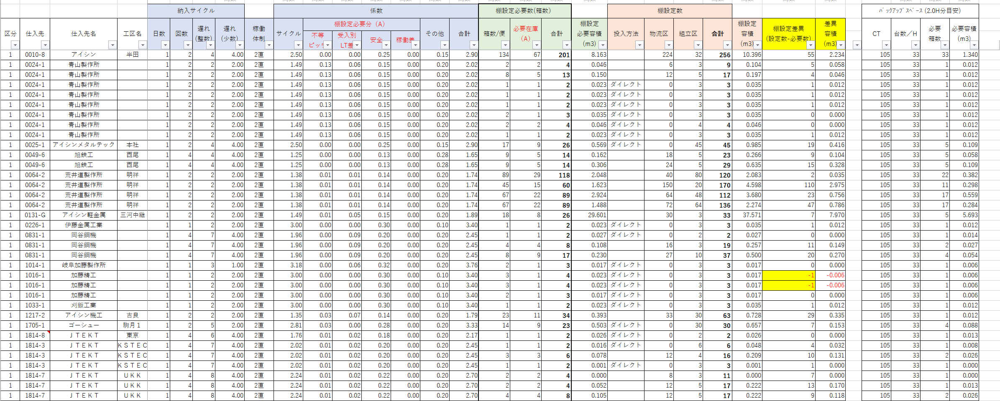 納入サイクル 係数 棚設定必要数(箱数) 棚設定数 ﾊﾞｯｸｱｯﾌﾟｽﾍﾟｰｽ(2.0H分目安)
区分 仕入先 仕入先名 工区名 日数 回数 遅れ(整数) 遅れ(少数) 稼働体制 サイクル 棚設定必要分（A） 不等ピッチ 受入別LT差 安全 稼働差 その他 合計 箱数/便 必要在庫（A） 合計 棚設定必要容積(m3) 投入方法 物流区 組立区 合計 棚設定容積(m3) 棚設定差異(設定数-必要数) 差異容積(m3) CT 台数／H 必要箱数 必要容積(m3)
1 0010-8 アイシン 半田 1 2 4 4.00 2直 2.50 0.00 0.00 0.25 0.00 0.15 2.90 134 67 201 8.163 224 32 256 10.396 55 2.234 105 33 33 1.340
1 0024-1 青山製作所 1 2 2 2.00 2直 1.49 0.13 0.06 0.15 0.00 0.20 2.02 2 2 4 0.046 6 3 9 0.104 5 0.058 105 33 1 0.012
1 0024-1 青山製作所 1 2 2 2.00 2直 1.49 0.13 0.06 0.15 0.00 0.20 2.02 8 5 13 0.150 12 5 17 0.197 4 0.046 105 33 1 0.012
1 0024-1 青山製作所 1 2 2 2.00 2直 1.49 0.13 0.06 0.15 0.00 0.20 2.02 1 1 2 0.023 ダイレクト 0 3 3 0.035 1 0.012 105 33 1 0.012
1 0024-1 青山製作所 1 2 2 2.00 2直 1.49 0.13 0.06 0.15 0.00 0.20 2.02 1 1 2 0.023 ダイレクト 0 3 3 0.035 1 0.012 105 33 1 0.012
1 0024-1 青山製作所 1 2 2 2.00 2直 1.49 0.13 0.06 0.15 0.00 0.20 2.02 1 1 2 0.023 ダイレクト 0 3 3 0.035 1 0.012 105 33 1 0.012
1 0024-1 青山製作所 1 2 2 2.00 2直 1.49 0.13 0.06 0.15 0.00 0.20 2.02 2 1 3 0.035 ダイレクト 0 3 3 0.035 0 0.000 105 33 1 0.012
1 0024-1 青山製作所 1 2 2 2.00 2直 1.49 0.13 0.06 0.15 0.00 0.20 2.02 2 2 4 0.046 ダイレクト 0 4 4 0.046 0 0.000 105 33 1 0.012
1 0024-1 青山製作所 1 2 2 2.00 2直 1.49 0.13 0.06 0.15 0.00 0.20 2.02 1 1 2 0.023 ダイレクト 0 3 3 0.035 1 0.012 105 33 1 0.012
1 0025-1 アイシンメタルテック 本社 1 2 4 4.00 2直 2.50 0.00 0.00 0.25 0.00 0.15 2.90 17 9 26 0.569 ダイレクト 0 45 45 0.985 19 0.416 105 33 5 0.109
1 0049-6 旭鉄工 西尾 1 4 4 4.00 2直 1.25 0.00 0.00 0.13 0.00 0.28 1.65 9 5 14 0.162 18 5 23 0.266 9 0.104 105 33 5 0.058
1 0049-6 旭鉄工 西尾 1 4 4 4.00 2直 1.25 0.00 0.00 0.13 0.00 0.28 1.65 9 5 14 0.306 24 5 29 0.635 15 0.328 105 33 5 0.109
1 0064-2 荒井道製作所 明祥 1 2 2 2.00 2直 1.38 0.01 0.01 0.14 0.00 0.20 1.74 89 29 118 2.048 40 80 120 2.083 2 0.035 105 33 22 0.382
1 0064-2 荒井道製作所 明祥 1 2 2 2.00 2直 1.38 0.01 0.01 0.14 0.00 0.20 1.74 45 15 60 1.623 150 20 170 4.598 110 2.975 105 33 11 0.298
1 0064-2 荒井道製作所 明祥 1 2 2 2.00 2直 1.38 0.01 0.01 0.14 0.00 0.20 1.74 67 22 89 2.924 64 48 112 3.680 23 0.756 105 33 17 0.559
1 0064-2 荒井道製作所 明祥 1 2 2 2.00 2直 1.38 0.01 0.01 0.14 0.00 0.20 1.74 67 22 89 1.488 72 64 136 2.274 47 0.786 105 33 17 0.284
1 0131-G アイシン軽金属 三河中継 1 2 2 2.00 2直 1.49 0.01 0.05 0.15 0.00 0.20 1.89 18 8 26 29.601 30 3 33 37.571 7 7.970 105 33 5 5.693
1 0226-1 伊藤金属工業 1 1 2 2.00 2直 3.00 0.00 0.00 0.30 0.00 0.10 3.40 1 1 2 0.023 ダイレクト 0 3 3 0.035 1 0.012 105 33 1 0.012
1 0831-1 岡谷鋼機 1 4 7 4.00 2直 1.96 0.00 0.09 0.20 0.00 0.20 2.45 1 1 2 0.027 ダイレクト 0 2 2 0.027 0 0.000 105 33 1 0.014
1 0831-1 岡谷鋼機 1 4 7 4.00 2直 1.96 0.00 0.09 0.20 0.00 0.20 2.45 4 4 8 0.108 16 3 19 0.257 11 0.149 105 33 2 0.027
1 0831-1 岡谷鋼機 1 4 7 4.00 2直 1.96 0.00 0.09 0.20 0.00 0.20 2.45 8 9 17 0.230 27 10 37 0.500 20 0.270 105 33 4 0.054
1 1014-1 岐阜加藤製作所 1 1 3 1.00 2直 3.18 0.00 0.06 0.32 0.00 0.20 3.76 2 1 3 0.017 ダイレクト 0 3 3 0.017 0 0.000 105 33 1 0.006
1 1016-1 加藤精工 1 1 2 2.00 2直 3.00 0.00 0.00 0.30 0.00 0.10 3.40 3 1 4 0.023 ダイレクト 0 3 3 0.017 -1 -0.006 105 33 1 0.006
1 1016-1 加藤精工 1 1 2 2.00 2直 3.00 0.00 0.00 0.30 0.00 0.10 3.40 3 1 4 0.023 ダイレクト 0 3 3 0.017 -1 -0.006 105 33 1 0.006
1 1016-1 加藤精工 1 1 2 2.00 2直 3.00 0.00 0.00 0.30 0.00 0.10 3.40 2 1 3 0.017 ダイレクト 0 3 3 0.017 0 0.000 105 33 1 0.006
1 1033-1 刈鈑工業 1 1 2 2.00 2直 3.00 0.00 0.00 0.30 0.00 0.10 3.40 1 1 2 0.023 ダイレクト 0 3 3 0.035 1 0.012 105 33 1 0.012
1 1217-2 アイシン機工 吉良 1 2 2 2.00 2直 1.35 0.03 0.07 0.14 0.00 0.20 1.79 23 11 34 0.393 33 30 63 0.728 29 0.335 105 33 1 0.012
1 1705-1 ゴーシュー 駒月１ 1 2 5 2.00 2直 2.81 0.03 0.00 0.28 0.00 0.20 3.33 14 9 23 0.503 ダイレクト 0 30 30 0.657 7 0.153 105 33 4 0.088
1 1814-8 ＪＴＥＫＴ 東京 1 4 6 4.00 2直 1.76 0.01 0.02 0.18 0.00 0.20 2.17 1 1 2 0.026 ダイレクト 0 2 2 0.026 0 0.000 105 33 1 0.013
1 1814-3 ＪＴＥＫＴ ＫＳＴＥＣ 1 4 7 4.00 2直 2.02 0.01 0.02 0.20 0.00 0.20 2.45 1 1 2 0.016 ダイレクト 0 6 6 0.048 4 0.032 105 33 1 0.008
1 1814-3 ＪＴＥＫＴ ＫＳＴＥＣ 1 4 7 4.00 2直 2.02 0.01 0.02 0.20 0.00 0.20 2.45 3 3 6 0.078 12 4 16 0.209 10 0.131 105 33 2 0.026
1 1814-3 ＪＴＥＫＴ ＫＳＴＥＣ 1 4 7 4.00 2直 2.02 0.01 0.02 0.20 0.00 0.20 2.45 1 1 2 0.001 ダイレクト 0 3 3 0.001 1 0.000 105 33 1 0.000
1 1814-7 ＪＴＥＫＴ ＵＫＫ 1 4 8 4.00 2直 2.24 0.01 0.02 0.22 0.00 0.20 2.70 2 2 4 0.000 8 3 11 0.000 7 0.000 105 33 1 0.000
1 1814-7 ＪＴＥＫＴ ＵＫＫ 1 4 8 4.00 2直 2.24 0.01 0.02 0.22 0.00 0.20 2.70 2 2 4 0.052 12 5 17 0.222 13 0.170 105 33 1 0.013
1 1814-7 ＪＴＥＫＴ ＵＫＫ 1 4 8 4.00 2直 2.24 0.01 0.02 0.22 0.00 0.20 2.70 4 4 8 0.105 12 5 17 0.222 9 0.118 105 33 2 0.026